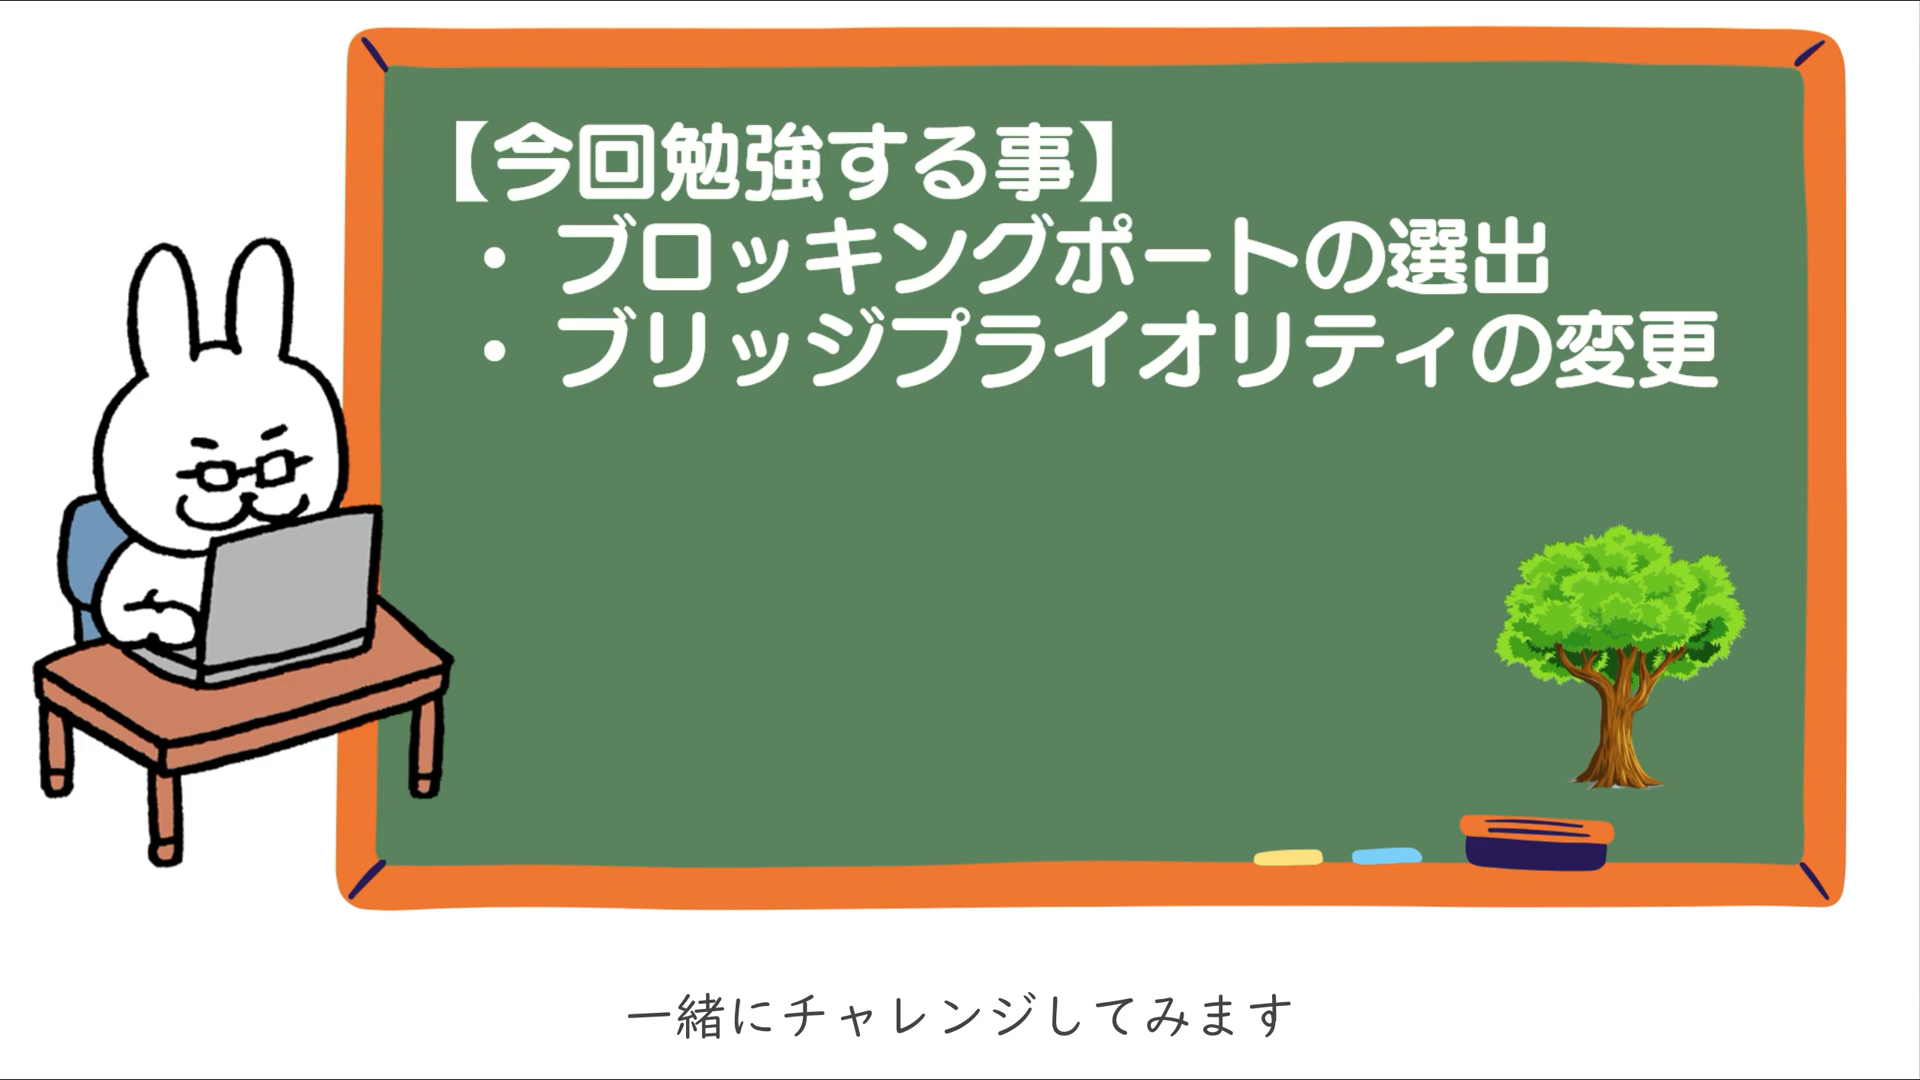 【今回勉強する事】
・ブロッキングポートの選出
・ブリッジプライオリティの変更
一緒にチャレンジしてみます